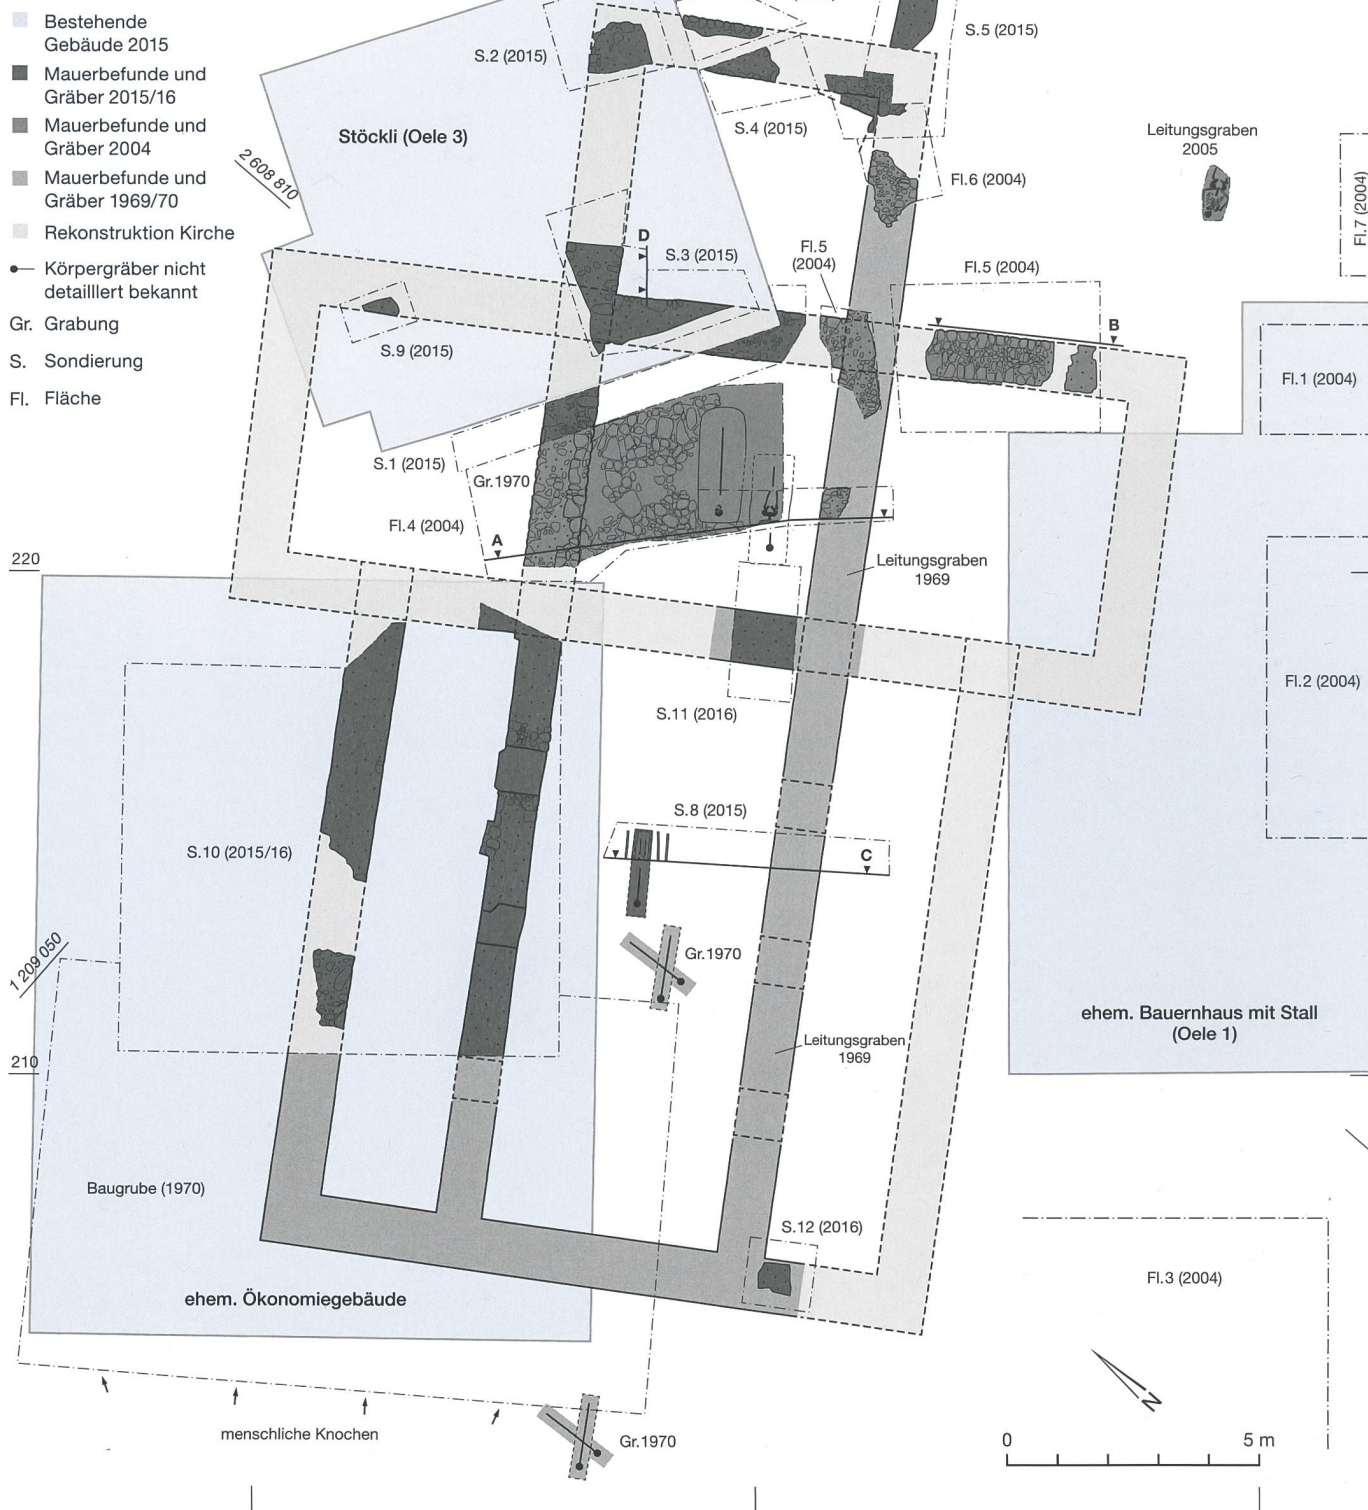 Bestehende
Gebäude 2015
Mauerbefunde und
Gräber 2015/16
Mauerbefunde und
Gräber 2004
Mauerbefunde und
Gräber 1969/70
Rekonstruktion Kirche
Körpergräber nicht
detailllert bekannt
Gr. Grabung
S. Sondierung
Fl. Fläche
S.2 (2015)
S.5 (2015)
Stöckli (Oele 3)
S.4 (2015)
Leitungsgraben
2005
2 608 810
Fl.6 (2004)
Fl.7 (2004)
D
S.3 (2015)
Fl.5
(2004)
Fl.5 (2004)
B
S.9 (2015)
Fl.1 (2004)
S.1 (2015)
Gr.1970
Fl.4 (2004)
A
220
Leitungsgraben
1969
Fl.2 (2004)
S.11 (2016)
S.8 (2015)
S.10 (2015/16)
C
1 209 050
Gr.1970
ehem. Bauernhaus mit Stall
(Oele 1)
Leitungsgraben
1969
210
Baugrube (1970)
S.12 (2016)
Fl.3 (2004)
ehem. Ökonomiegebäude
N
menschliche Knochen
Gr.1970
0 5 m